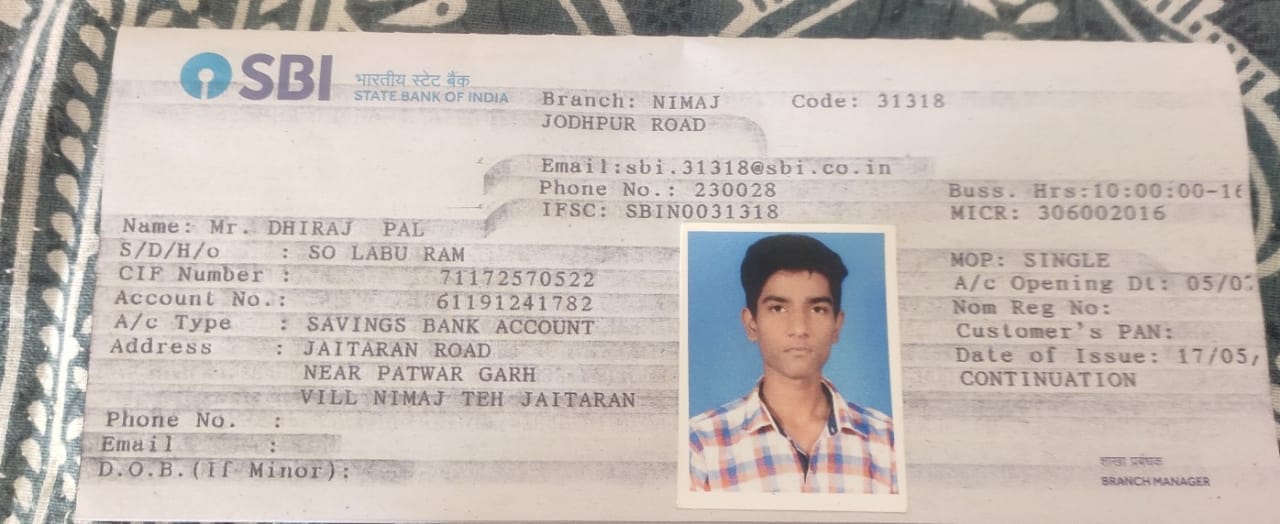 SBI भारतीय स्टेट बैंक
STATE BANK OF INDIA
Branch: NIMAJ Code: 31318
JODHPUR ROAD
Email:sbi.31318@sbi.co.in
Phone No.: 230028 Buss. Hrs:10:00:00-16
IFSC: SBIN0031318 MICR: 306002016
Name: Mr. DHIRAJ PAL
S/D/H/o : SO LABU RAM MOP: SINGLE
CIF Number : 71172570522 A/c Opening Dt: 05/0
Account No.: 61191241782 Nom Reg No:
A/c Type : SAVINGS BANK ACCOUNT Customer's PAN:
Address : JAITARAN ROAD Date of Issue: 17/05/
NEAR PATWAR GARH CONTINUATION
VILL NIMAJ TEH JAITARAN
Phone No. :
Email :
D.O.B.(If Minor):
शाखा प्रबंधक
BRANCH MANAGER